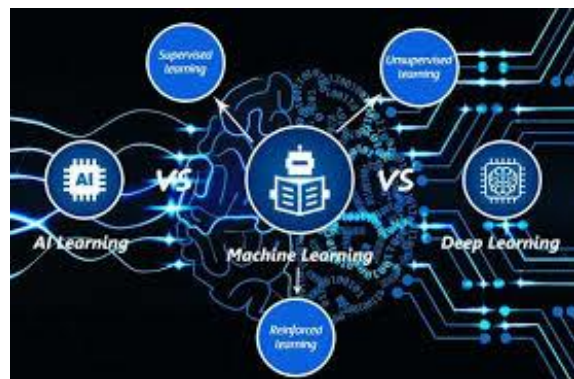 Supervised
learning
Unsupervised
learning
AI
VS
VS
AI Learning
Machine Learning
Deep Learning
Reinforced
learning